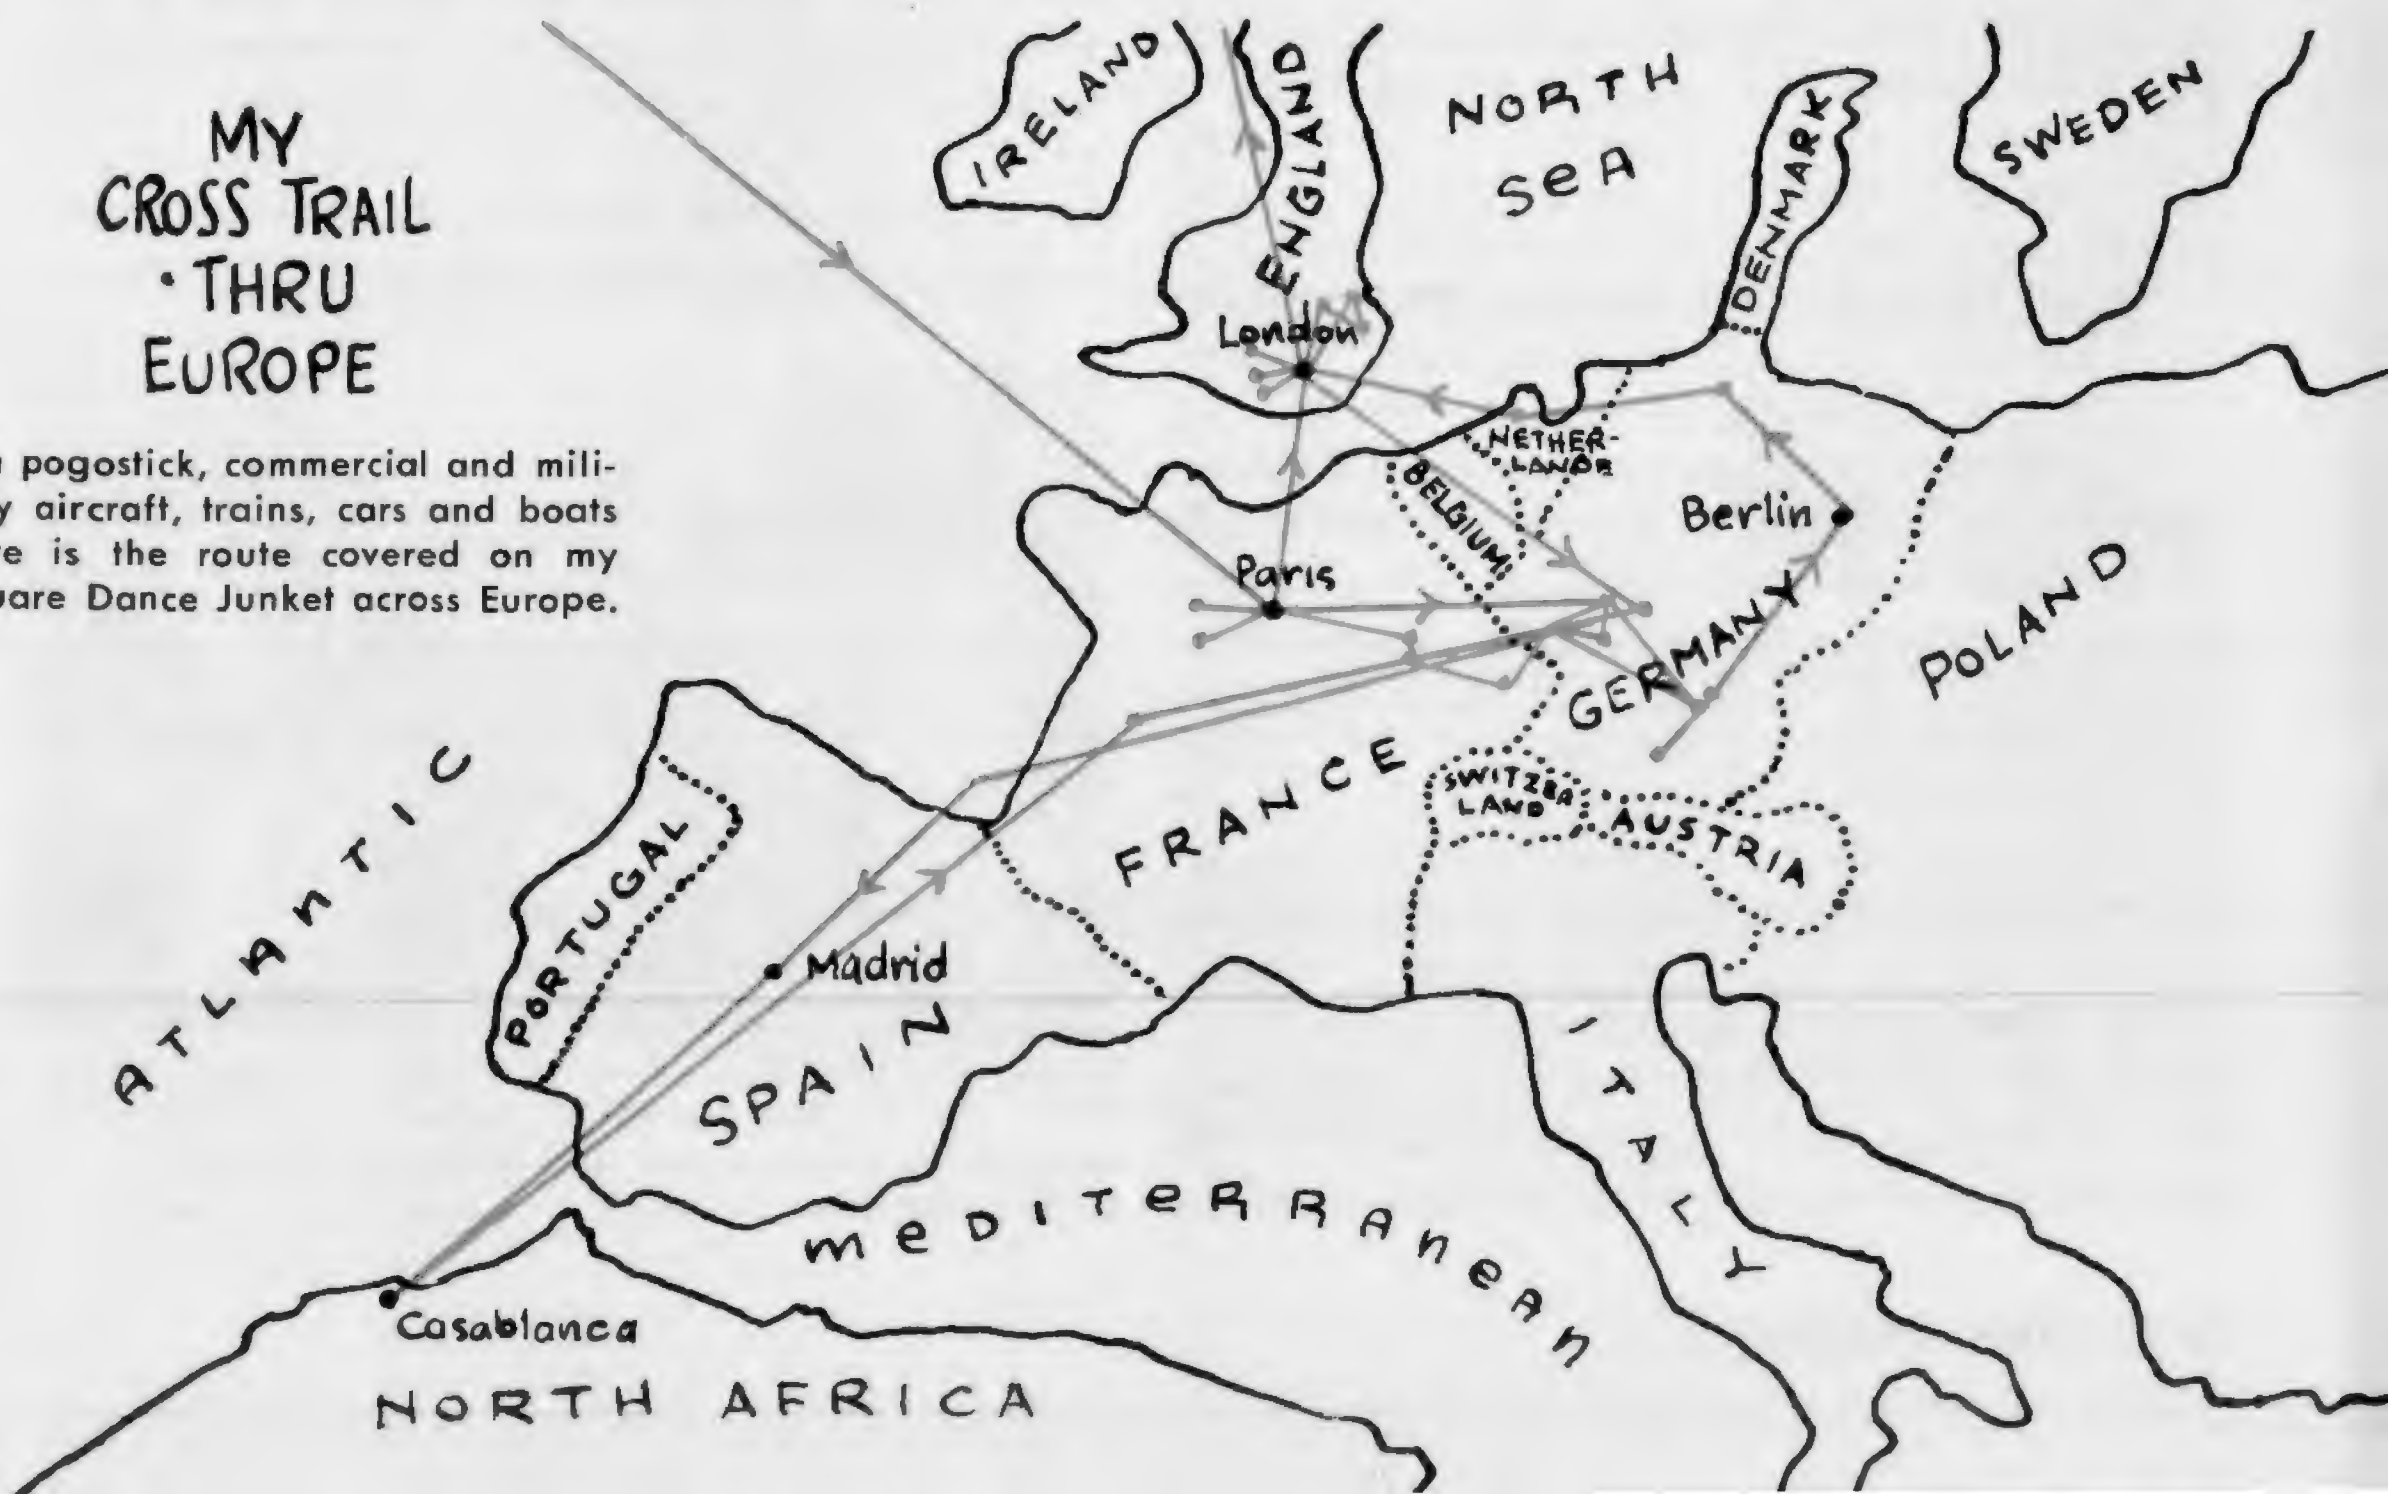 MY
CROSS TRAIL
• THRU
EUROPE
pogostick, commercial and mili-
aircraft, trains, cars and boats
is the route covered on my
Dance Junket across Europe.
IRELAND
ENGLAND
NORTH
SeA
DENMARK
SWEDEN
London
NETHER-
LANDS
BELGIUM
Berlin
Paris
GERMANY
POLAND
ATLAnTIC
FRANCE
SWITZER
LAND
AUSTRIA
PORTUGAL
Madrid
SPAIN
ITALY
meDITeRRAneAn
Casablanca
NORTH AFRICA